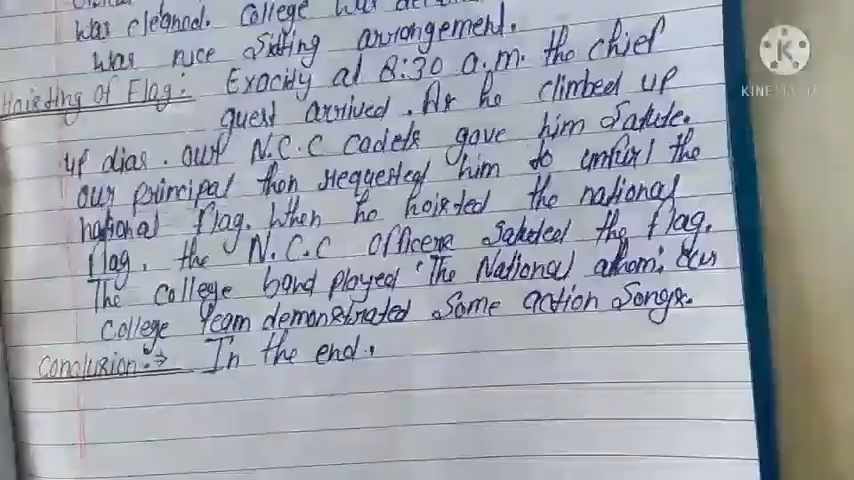 was cleaned. College was
was nice sitting arrangement.
Hoisting of Flag: Exactly at 8:30 a.m. the chief
guest arrived. As he climbed up
up dias. our N.C.C cadets gave him Salute.
our principal then requested him to unfurl the
national flag. When he hoisted the national
flag, the N.C.C officers Saluted the flag.
The college band played 'The National Our
College Team demonstrated Some action Songs.
Conclusion:→ In the end,
K
KINEMASTER